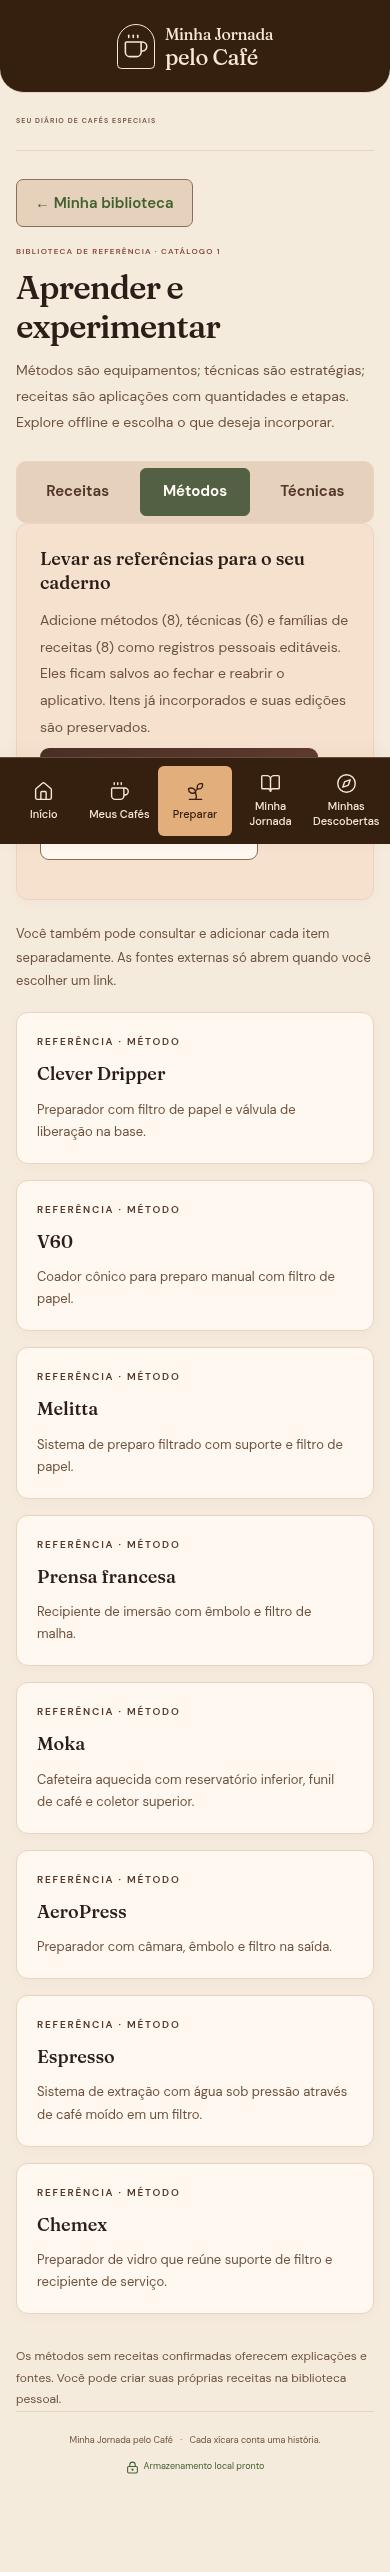 Minha Jornada
pelo Café
SEU DIÁRIO DE CAFÉS ESPECIAIS
← Minha biblioteca
BIBLIOTECA DE REFERÊNCIA · CATÁLOGO 1
Aprender e
experimentar
Métodos são equipamentos; técnicas são estratégias;
receitas são aplicações com quantidades e etapas.
Explore offline e escolha o que deseja incorporar.
Receitas
Métodos
Técnicas
Levar as referências para o seu
caderno
Adicione métodos (8), técnicas (6) e famílias de
receitas (8) como registros pessoais editáveis.
Eles ficam salvos ao fechar e reabrir o
aplicativo. Itens já incorporados e suas edições
são preservados.
Início
Meus Cafés
Preparar
Minha
Jornada
Minhas
Descobertas
Você também pode consultar e adicionar cada item
separadamente. As fontes externas só abrem quando você
escolher um link.
REFERÊNCIA · MÉTODO
Clever Dripper
Preparador com filtro de papel e válvula de
liberação na base.
REFERÊNCIA · MÉTODO
V60
Coador cônico para preparo manual com filtro de
papel.
REFERÊNCIA · MÉTODO
Melitta
Sistema de preparo filtrado com suporte e filtro de
papel.
REFERÊNCIA · MÉTODO
Prensa francesa
Recipiente de imersão com êmbolo e filtro de
malha.
REFERÊNCIA · MÉTODO
Moka
Cafeteira aquecida com reservatório inferior, funil
de café e coletor superior.
REFERÊNCIA · MÉTODO
AeroPress
Preparador com câmara, êmbolo e filtro na saída.
REFERÊNCIA · MÉTODO
Espresso
Sistema de extração com água sob pressão através
de café moído em um filtro.
REFERÊNCIA · MÉTODO
Chemex
Preparador de vidro que reúne suporte de filtro e
recipiente de serviço.
Os métodos sem receitas confirmadas oferecem explicações e
fontes. Você pode criar suas próprias receitas na biblioteca
pessoal.
Minha Jornada pelo Café · Cada xícara conta uma história.
Armazenamento local pronto